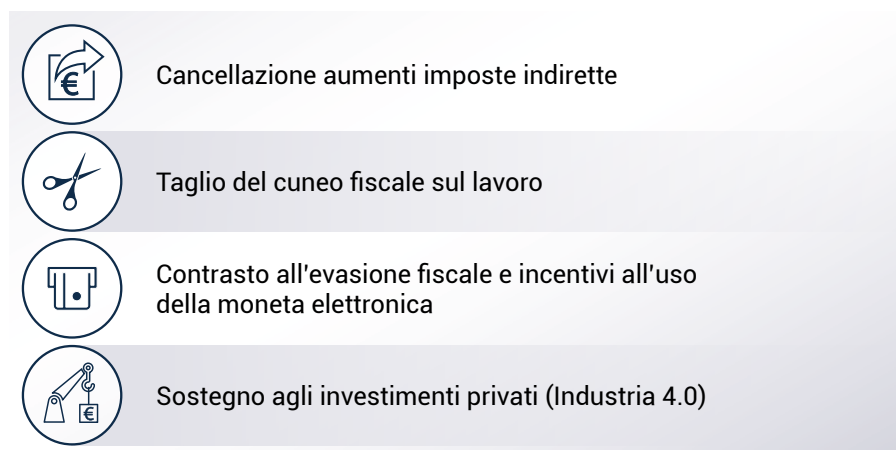 €
Cancellazione aumenti imposte indirette
Taglio del cuneo fiscale sul lavoro
Contrasto all'evasione fiscale e incentivi all'uso
della moneta elettronica
€
Sostegno agli investimenti privati (Industria 4.0)